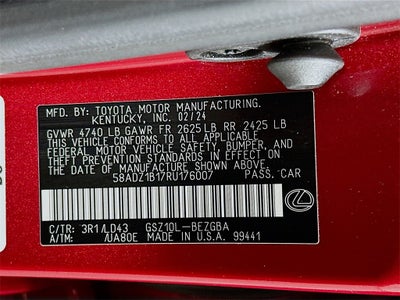 MFD. BY: TOYOTA MOTOR MANUFACTURING.
KENTUCKY, INC. 02/24
GVWR 4740 LB GAWR FR 2625 LB RR 2425 LB
THIS VEHICLE CONFORMS TO ALL APPLICABLE
FEDERAL MOTOR VEHICLE SAFETY, BUMPER, AND
THEFT PREVENTION STANDARDS IN EFFECT ON
THE DATE OF MANUFACTURE SHOWN ABOVE.
58ADZ1B17RU176007 PASS. CAR
C/TR: 3R1/LD43 GSZ10L-BEZGBA
A/TM: /UA80E MADE IN U.S.A. 99441